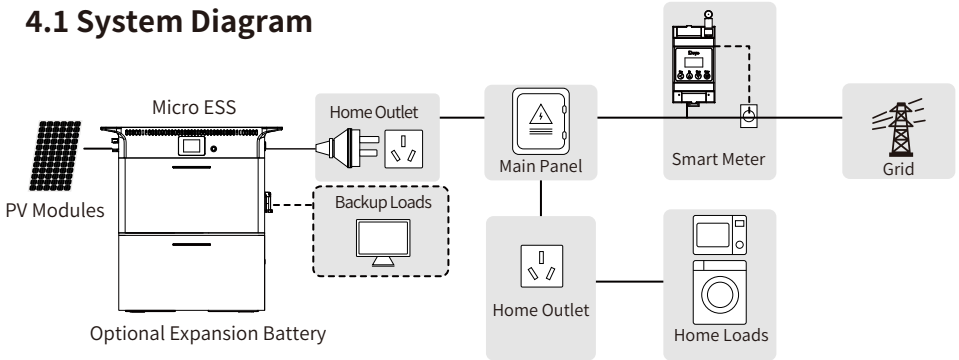 4.1 System Diagram
Micro ESS
Home Outlet
PV Modules
Backup Loads
Optional Expansion Battery
Main Panel
Smart Meter
Grid
Home Outlet
Home Loads